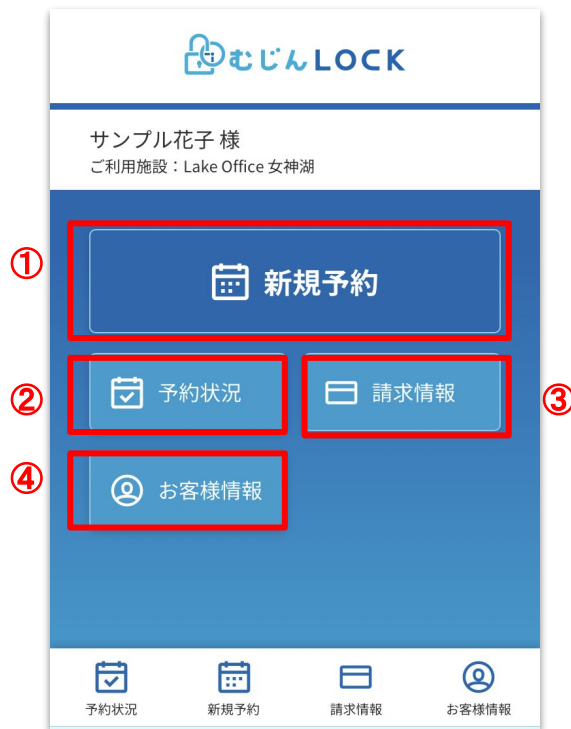 むじんLOCK
サンプル花子 様
ご利用施設：Lake Office 女神湖
①
新規予約
②
予約状況
請求情報
③
④
お客様情報
予約状況
新規予約
請求情報
お客様情報